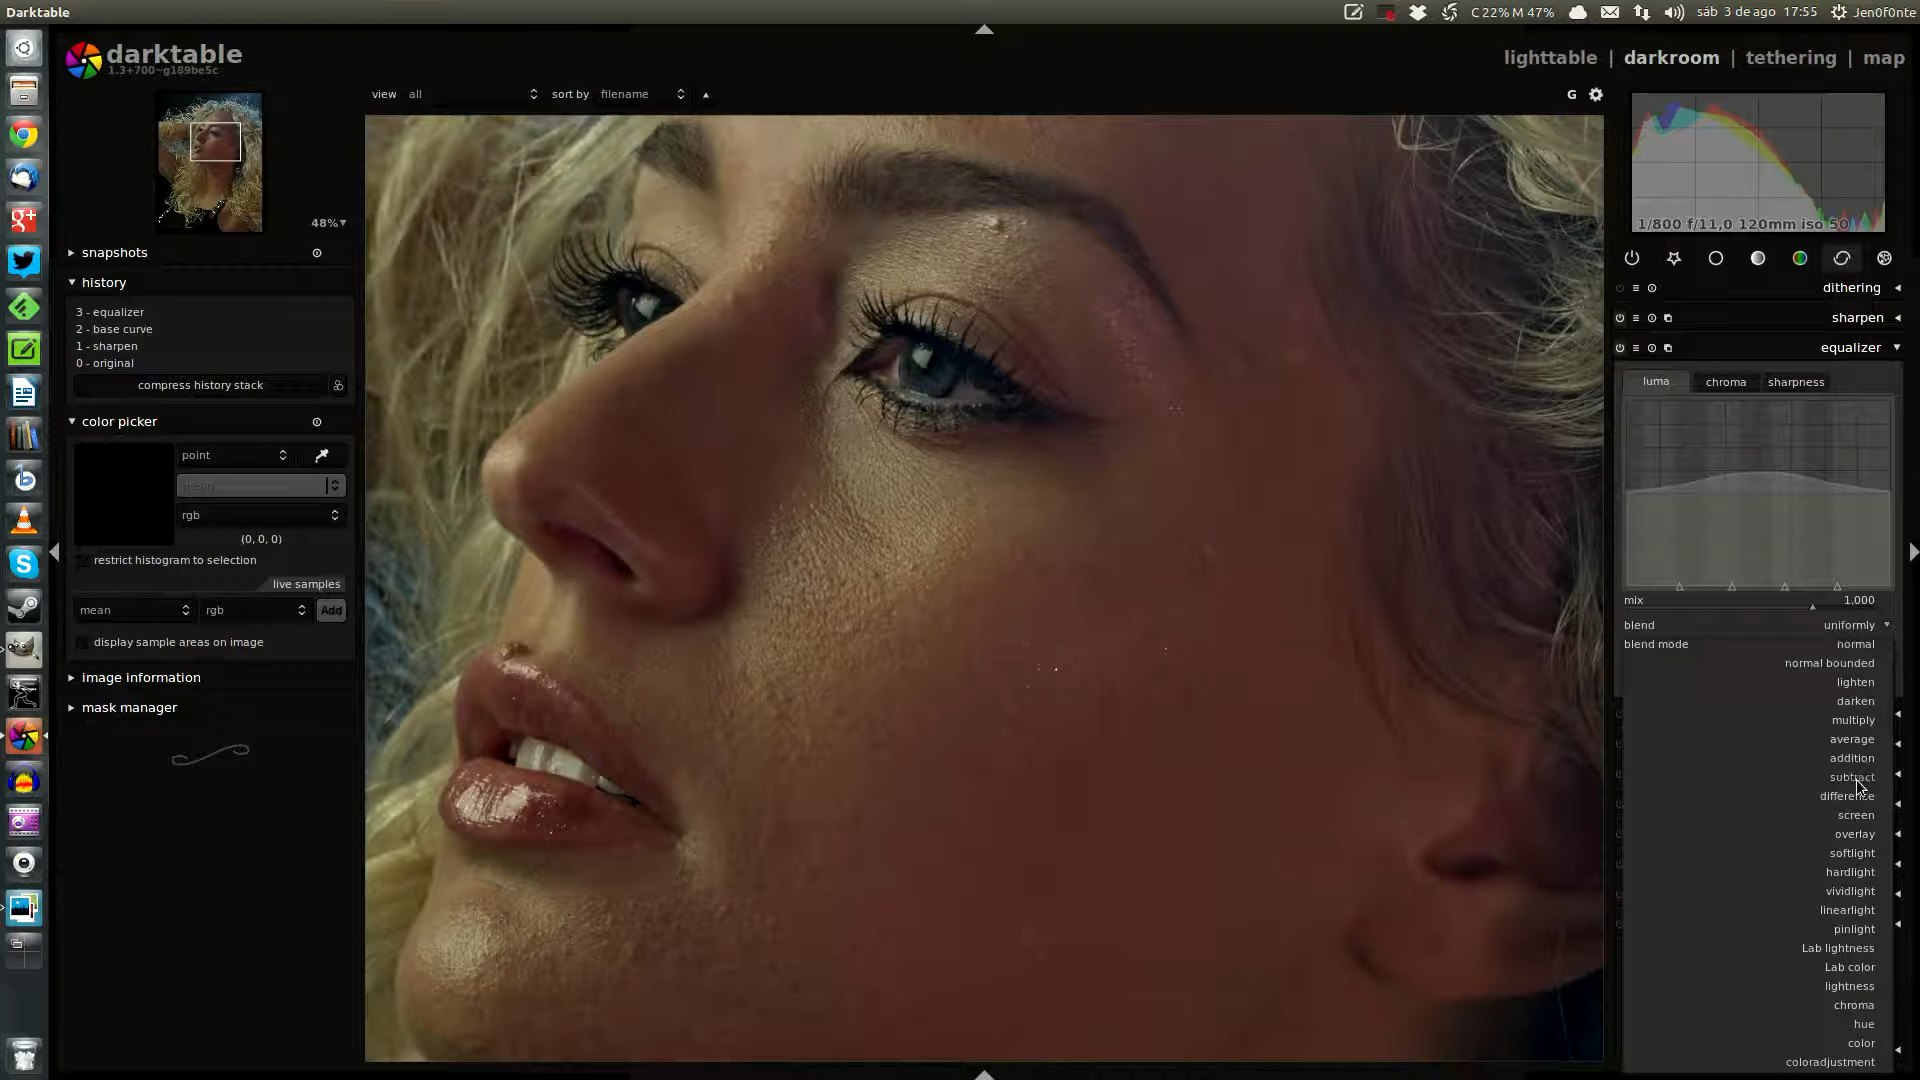 Darktable
C 22% M 47%
sáb 3 de ago 17:55
Jen0f0nte
darktable
1.3+700~g189be5c
lighttable | darkroom | tethering | map
view all
sort by filename
G
48%
1/800 f/11,0 120mm iso 50
snapshots
history
3 - equalizer
2 - base curve
1 - sharpen
0 - original
compress history stack
color picker
point
mean
rgb
(0, 0, 0)
restrict histogram to selection
live samples
mean
rgb
Add
display sample areas on image
image information
mask manager
dithering
sharpen
equalizer
luma chroma sharpness
mix 1,000
blend uniformly
blend mode normal
normal bounded
lighten
darken
multiply
average
addition
subtract
difference
screen
overlay
softlight
hardlight
vividlight
linearlight
pinlight
Lab lightness
Lab color
lightness
chroma
hue
color
coloradjustment